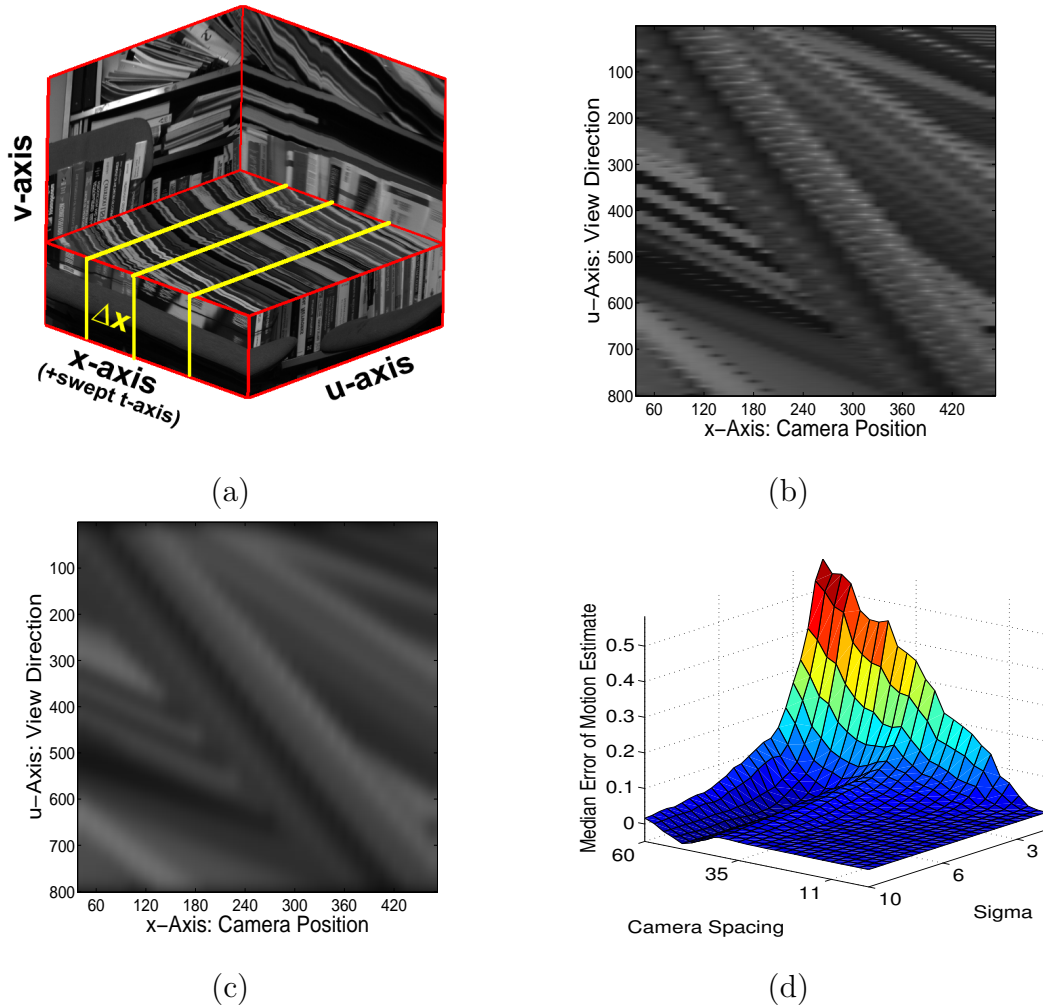 v-axis
Δx
x-axis
(+swept t-axis)
u-axis
(a)
u-Axis: View Direction
100
200
300
400
500
600
700
800
60 120 180 240 300 360 420
x-Axis: Camera Position
(b)
u-Axis: View Direction
100
200
300
400
500
600
700
800
60 120 180 240 300 360 420
x-Axis: Camera Position
(c)
Median Error of Motion Estimate
0.5
0.4
0.3
0.2
0.1
0
60
35
11
10
6
3
Camera Spacing
Sigma
(d)